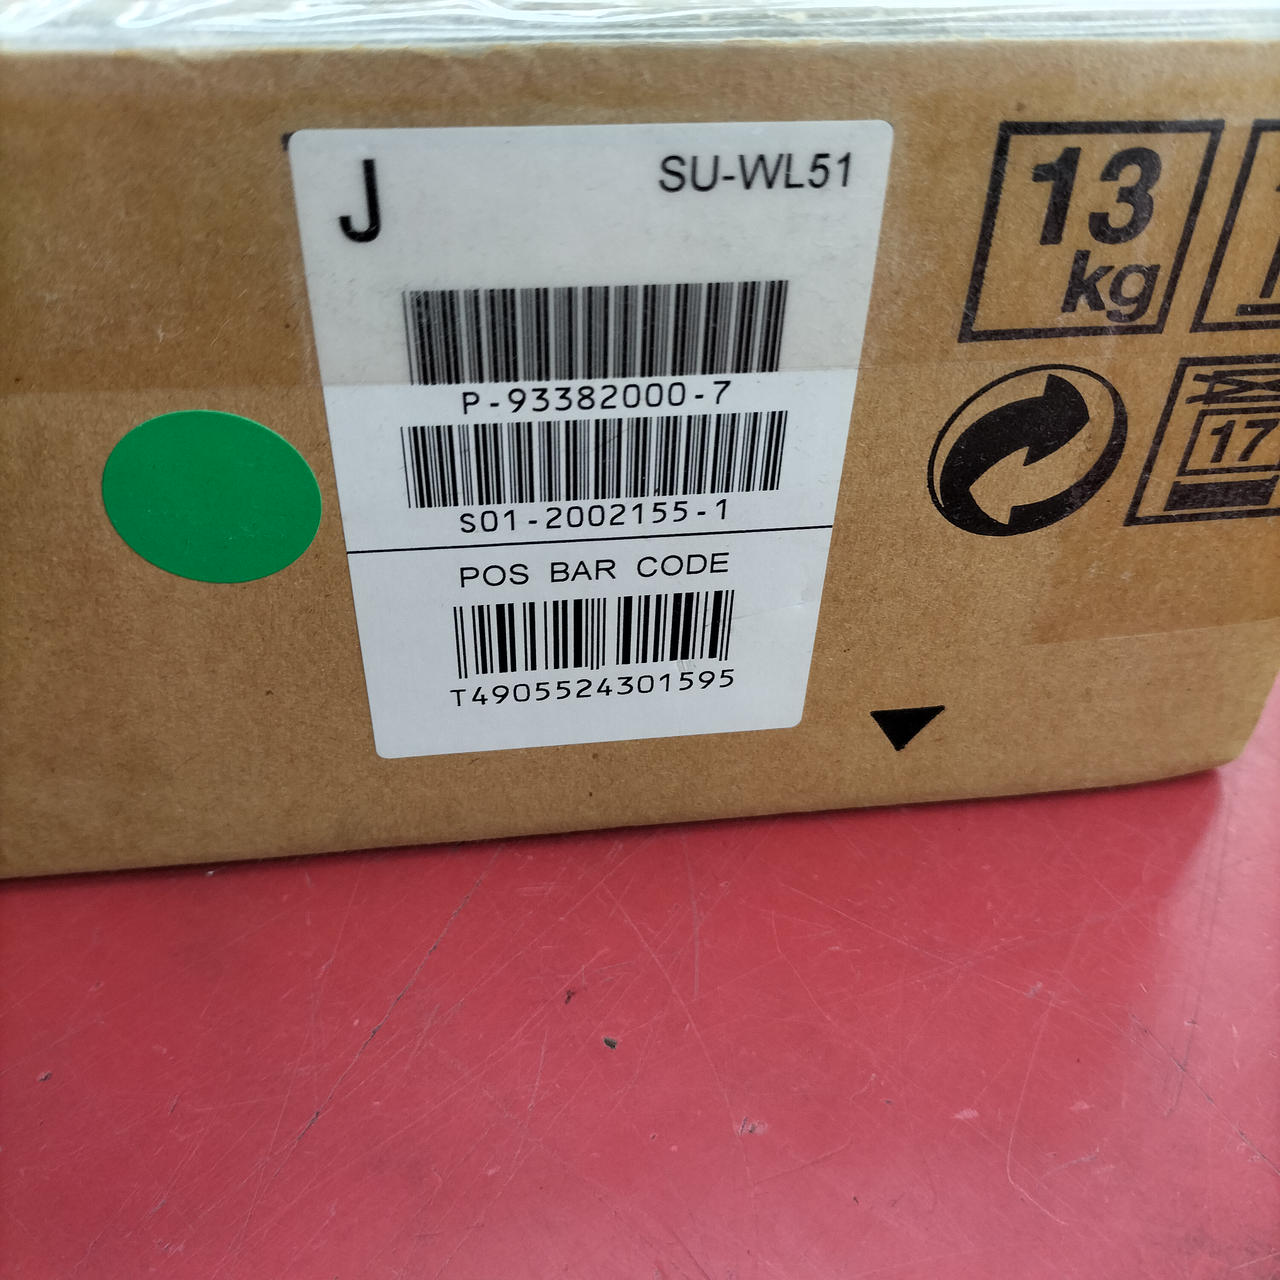 J
SU-WL51
13
kg
P-93382000-7
S01-2002155-1
POS BAR CODE
T4905524301595
17